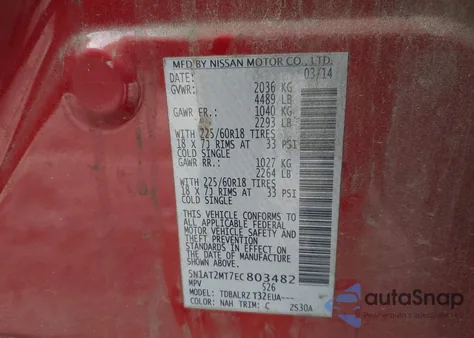 MFD BY NISSAN MOTOR CO., LTD.
DATE: 03/14
GVWR: 2036 KG
4489 LB
GAWR FR.: 1040 KG
2293 LB
WITH 225/60R18 TIRES
18 X 7J RIMS AT 33 PSI
COLD SINGLE
GAWR RR.: 1027 KG
2264 LB
WITH 225/60R18 TIRES
18 X 7J RIMS AT 33 PSI
COLD SINGLE
THIS VEHICLE CONFORMS TO
ALL APPLICABLE FEDERAL
MOTOR VEHICLE SAFETY AND
THEFT PREVENTION
STANDARDS IN EFFECT ON
THE DATE OF MANUFACTURE
SHOWN ABOVE.
5N1AT2MT7EC803482
MPV S26
MODEL: TDBALRZ T32EUA---
COLOR: NAH TRIM: C ZS30A
autoSnap
Powered by AutoSnap